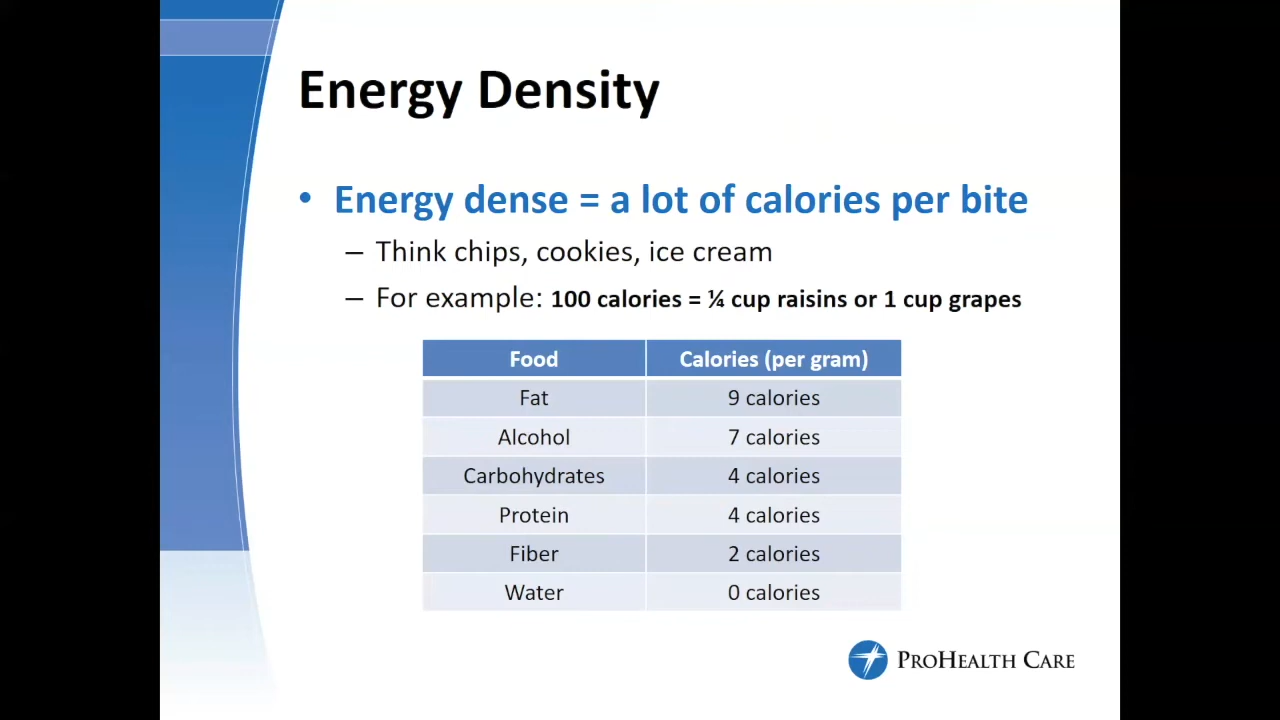 Energy Density
• Energy dense = a lot of calories per bite
– Think chips, cookies, ice cream
– For example: 100 calories = ¼ cup raisins or 1 cup grapes
Food Calories (per gram)
Fat 9 calories
Alcohol 7 calories
Carbohydrates 4 calories
Protein 4 calories
Fiber 2 calories
Water 0 calories
PROHEALTH CARE